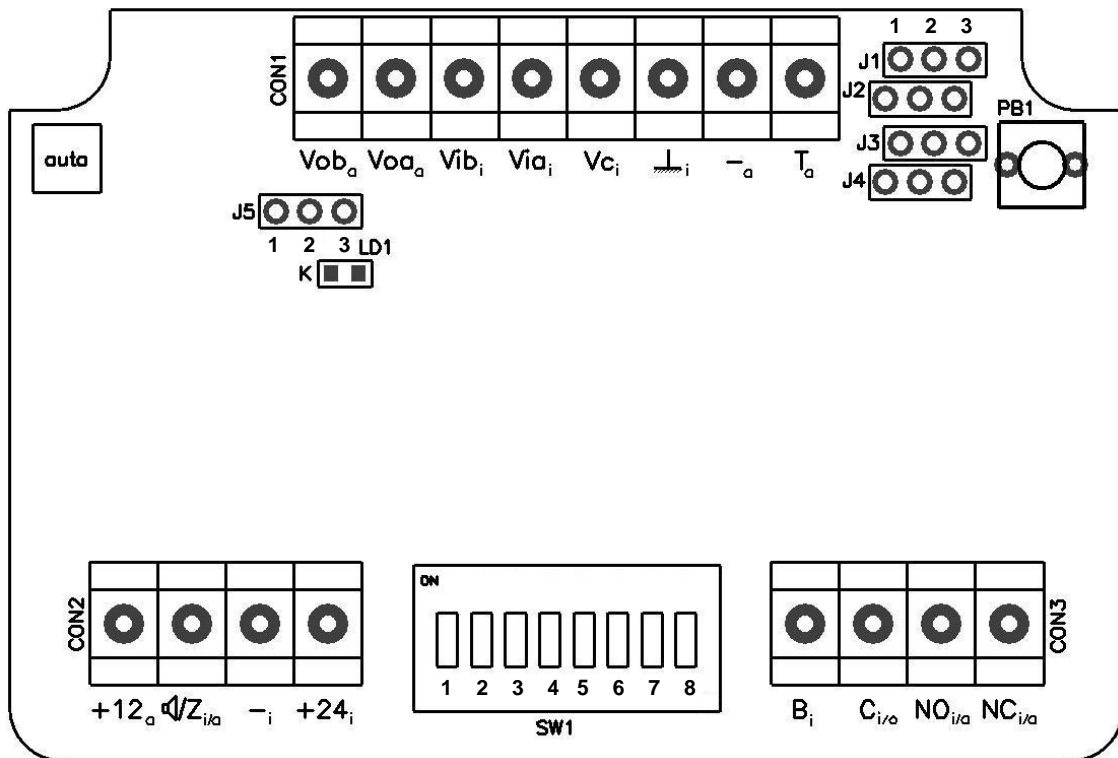 1 2 3
J1
CON1
J2
PB1
auta
J3
Vob_a Voa_a Vib_i Via_i Vc_i ⏊_i -_a T_a
J4
J5
1 2 3 LD1
K
ON
CON2
CON3
1 2 3 4 5 6 7 8
+12_a /Z_i/a -_i +24_i
B_i C_i/a NO_i/a NC_i/a
SW1